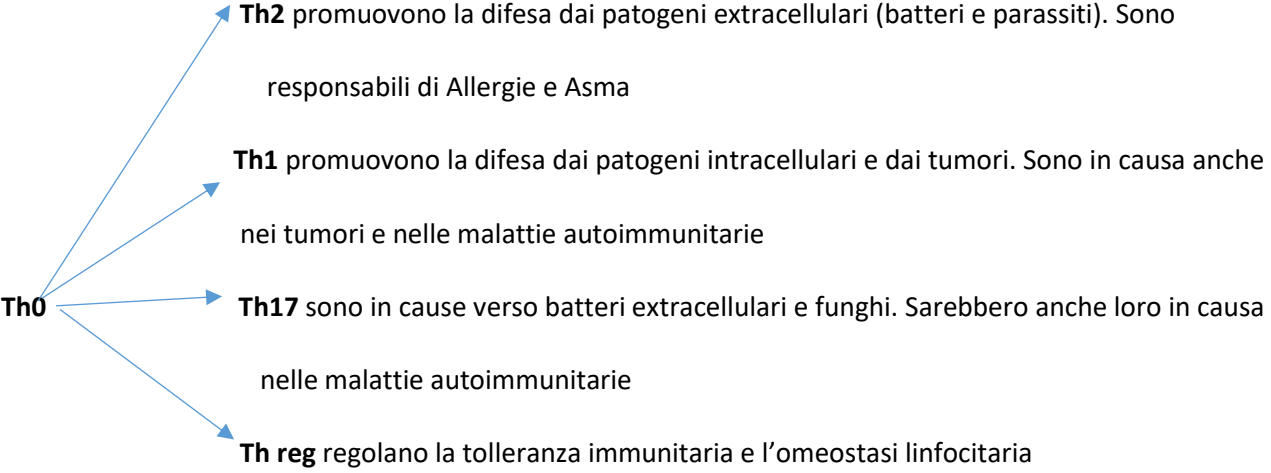 Th2 promuovono la difesa dai patogeni extracellulari (batteri e parassiti). Sono
responsabili di Allergie e Asma
Th1 promuovono la difesa dai patogeni intracellulari e dai tumori. Sono in causa anche
nei tumori e nelle malattie autoimmunitarie
Th0
Th17 sono in cause verso batteri extracellulari e funghi. Sarebbero anche loro in causa
nelle malattie autoimmunitarie
Th reg regolano la tolleranza immunitaria e l’omeostasi linfocitaria